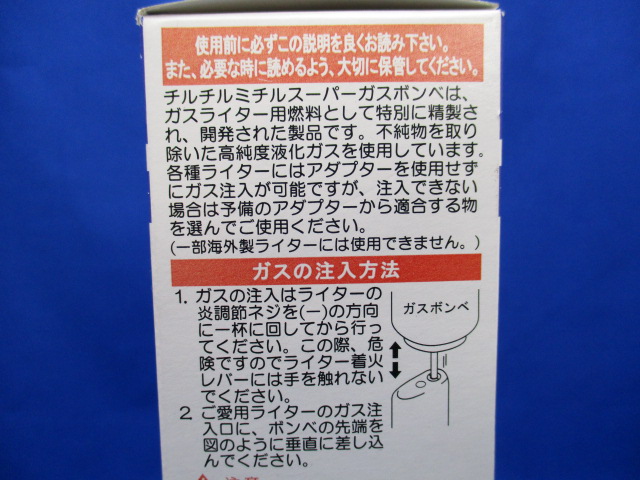 使用前に必ずこの説明を良くお読み下さい。
また、必要な時に読めるよう、大切に保管してください。
チルチルミチルスーパーガスボンベは、
ガスライター用燃料として特別に精製さ
れ、開発された製品です。不純物を取り
除いた高純度液化ガスを使用しています。
各種ライターにはアダプターを使用せず
にガス注入が可能ですが、注入できない
場合は予備のアダプターから適合する物
を選んでご使用ください。
(一部海外製ライターには使用できません。)
ガスの注入方法
1. ガスの注入はライターの
炎調節ネジを(ー)の方向
に一杯に回してから行っ
てください。この際、危
険ですのでライター着火
レバーには手を触れない
でください。
2 ご愛用ライターのガス注
入口に、ボンベの先端を
図のように垂直に差し込
んでください。
ガスボンベ